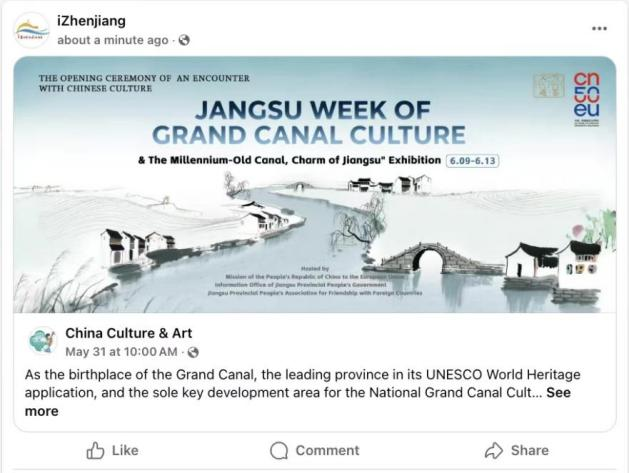 iZhenjiang
about a minute ago ·
THE OPENING CEREMONY OF AN ENCOUNTER
WITH CHINESE CULTURE
cn
50
eu
JANGSU WEEK OF
GRAND CANAL CULTURE
& The Millennium-Old Canal, Charm of Jiangsu" Exhibition 6.09-6.13
Hosted by
Mission of the People's Republic of China to the European Union
Information Office of Jiangsu Provincial People's Government
Jiangsu Provincial People's Association for Friendship with Foreign Countries
China Culture & Art
May 31 at 10:00 AM ·
As the birthplace of the Grand Canal, the leading province in its UNESCO World Heritage
application, and the sole key development area for the National Grand Canal Cult... See
more
Like
Comment
Share